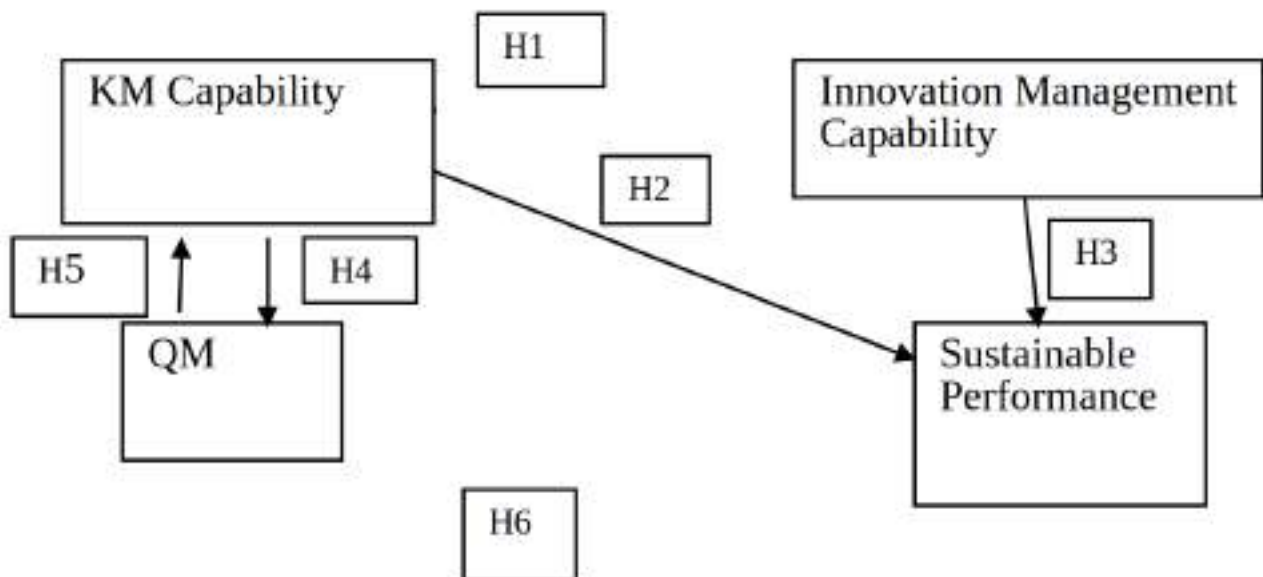 H1
KM Capability
Innovation Management
Capability
H2
H5
H4
H3
QM
Sustainable
Performance
H6